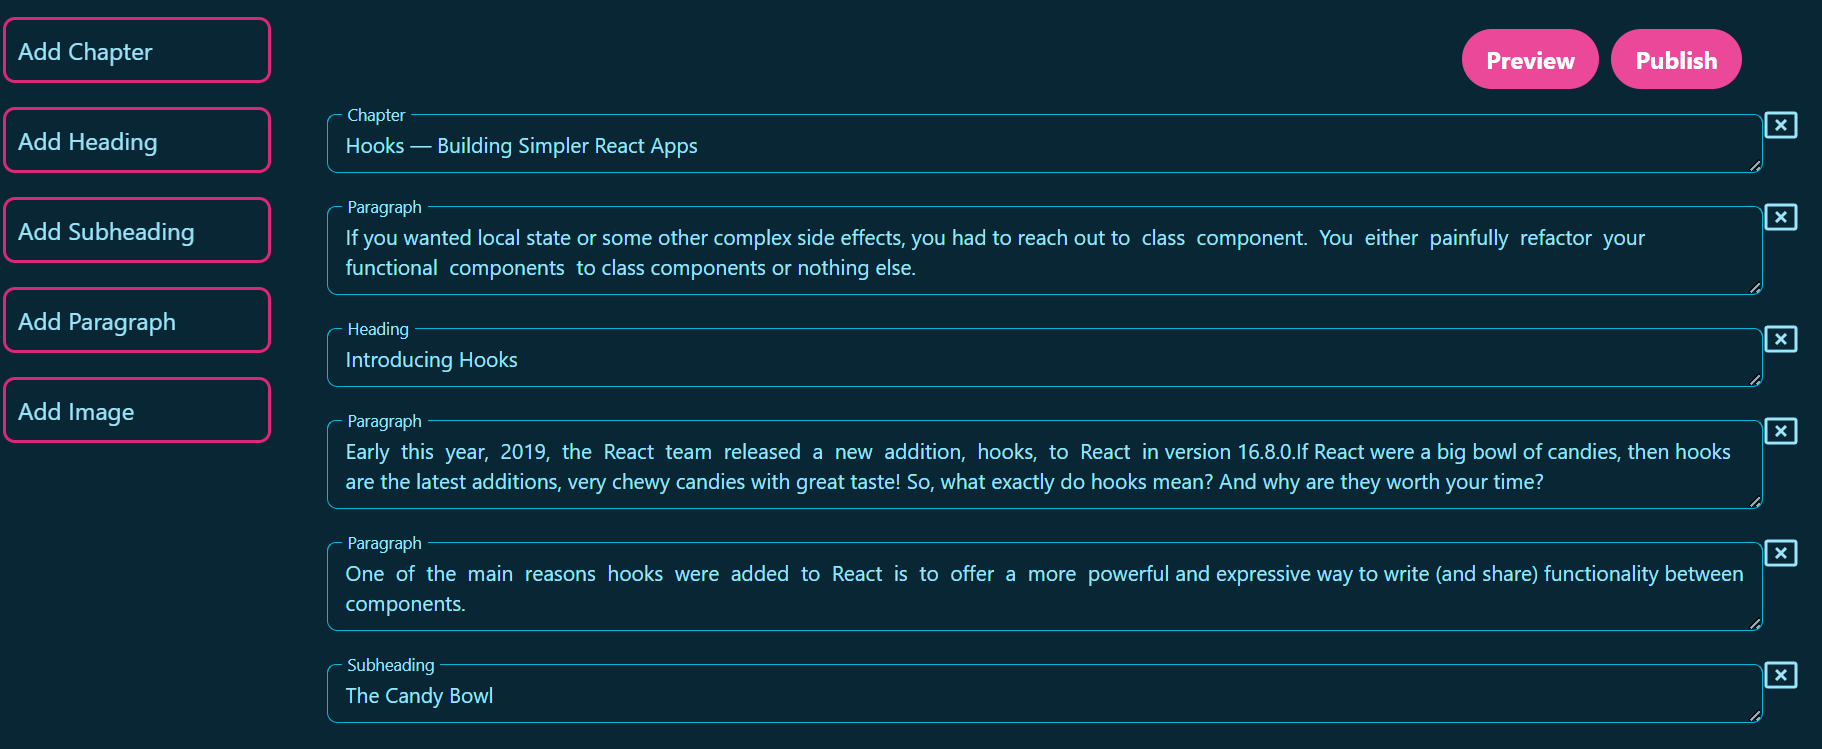 Add Chapter
Add Heading
Add Subheading
Add Paragraph
Add Image
Preview
Publish
Chapter
Hooks — Building Simpler React Apps
Paragraph
If you wanted local state or some other complex side effects, you had to reach out to class component. You either painfully refactor your
functional components to class components or nothing else.
Heading
Introducing Hooks
Paragraph
Early this year, 2019, the React team released a new addition, hooks, to React in version 16.8.0.If React were a big bowl of candies, then hooks
are the latest additions, very chewy candies with great taste! So, what exactly do hooks mean? And why are they worth your time?
Paragraph
One of the main reasons hooks were added to React is to offer a more powerful and expressive way to write (and share) functionality between
components.
Subheading
The Candy Bowl